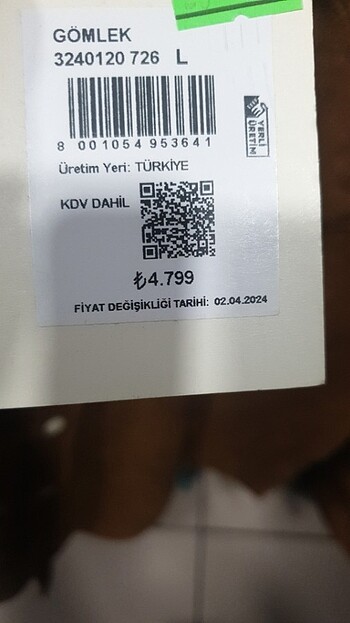 GÖMLEK
3240120 726 L
8 001054 953641
YERLİ
ÜRETİM
Üretim Yeri: TÜRKİYE
KDV DAHİL
₺4.799
FİYAT DEĞİŞİKLİĞİ TARİHİ: 02.04.2024